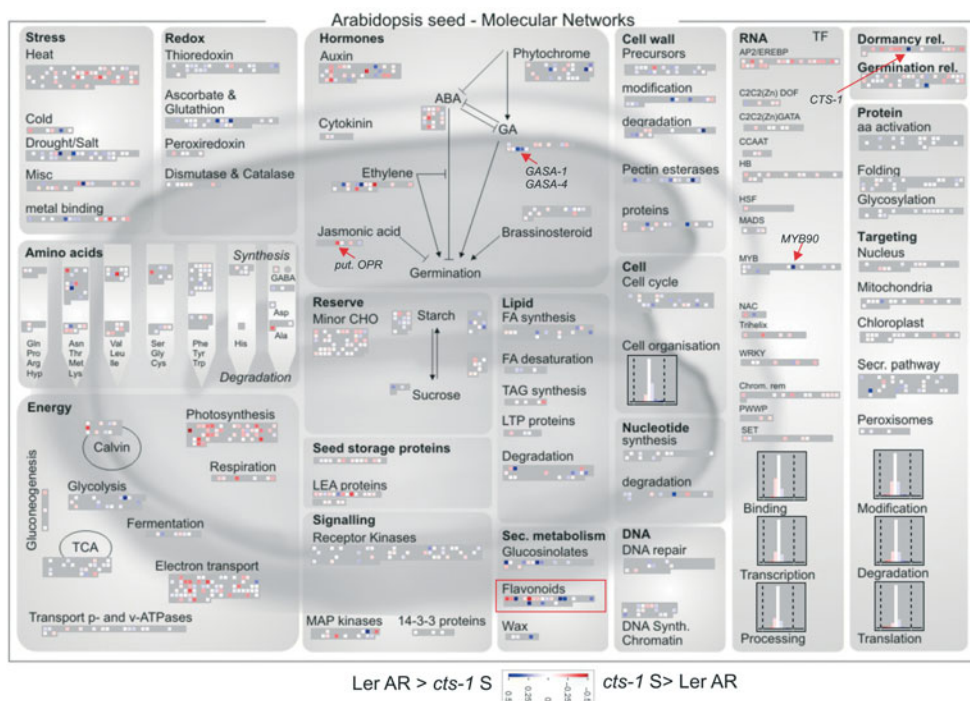 Arabidopsis seed - Molecular Networks
Stress
Heat
Cold
Drought/Salt
Misc
metal binding
Redox
Thioredoxin
Ascorbate &
Glutathion
Peroxiredoxin
Dismutase & Catalase
Hormones
Auxin
Phytochrome
ABA
Cytokinin
GA
GASA-1
GASA-4
Ethylene
Jasmonic acid
Brassinosteroid
put. OPR
Germination
Cell wall
Precursors
modification
degradation
Pectin esterases
proteins
RNA
TF
AP2/EREBP
C2C2(Zn) DOF
C2C2(Zn)GATA
CCAAT
HB
HSF
MADS
MYB90
MYB
NAC
Trihelix
WRKY
Chrom. rem
PWWP
SET
Binding
Transcription
Processing
Dormancy rel.
Germination rel.
CTS-1
Protein
aa activation
Folding
Glycosylation
Targeting
Nucleus
Mitochondria
Chloroplast
Secr. pathway
Peroxisomes
Modification
Degradation
Translation
Amino acids
Synthesis
GABA
Asp
Ala
Gln
Pro
Arg
Hyp
Asn
Thr
Met
Lys
Val
Leu
Ile
Ser
Gly
Cys
Phe
Tyr
Trp
His
Degradation
Reserve
Minor CHO
Starch
Sucrose
Lipid
FA synthesis
FA desaturation
TAG synthesis
LTP proteins
Degradation
Cell
Cell cycle
Cell organisation
Energy
Photosynthesis
Calvin
Respiration
Gluconeogenesis
Glycolysis
Fermentation
TCA
Electron transport
Transport p- and v-ATPases
Seed storage proteins
LEA proteins
Signalling
Receptor Kinases
MAP kinases
14-3-3 proteins
Sec. metabolism
Glucosinolates
Flavonoids
Wax
Nucleotide
synthesis
degradation
DNA
DNA repair
DNA Synth.
Chromatin
Ler AR > cts-1 S
0.5
0.25
0
-0.25
-0.5
cts-1 S> Ler AR